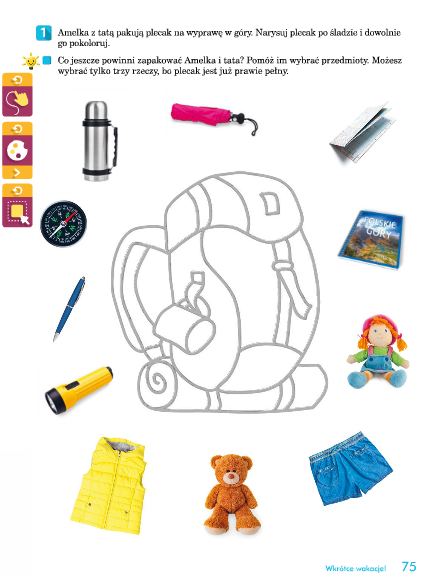 1 Amelka z tatą pakują plecak na wyprawę w góry. Narysuj plecak po śladzie i dowolnie
go pokoloruj.
Co jeszcze powinni zapakować Amelka i tata? Pomóż im wybrać przedmioty. Możesz
wybrać tylko trzy rzeczy, bo plecak jest już prawie pełny.
POLSKIE
GÓRY
Wkrótce wakacje! 75